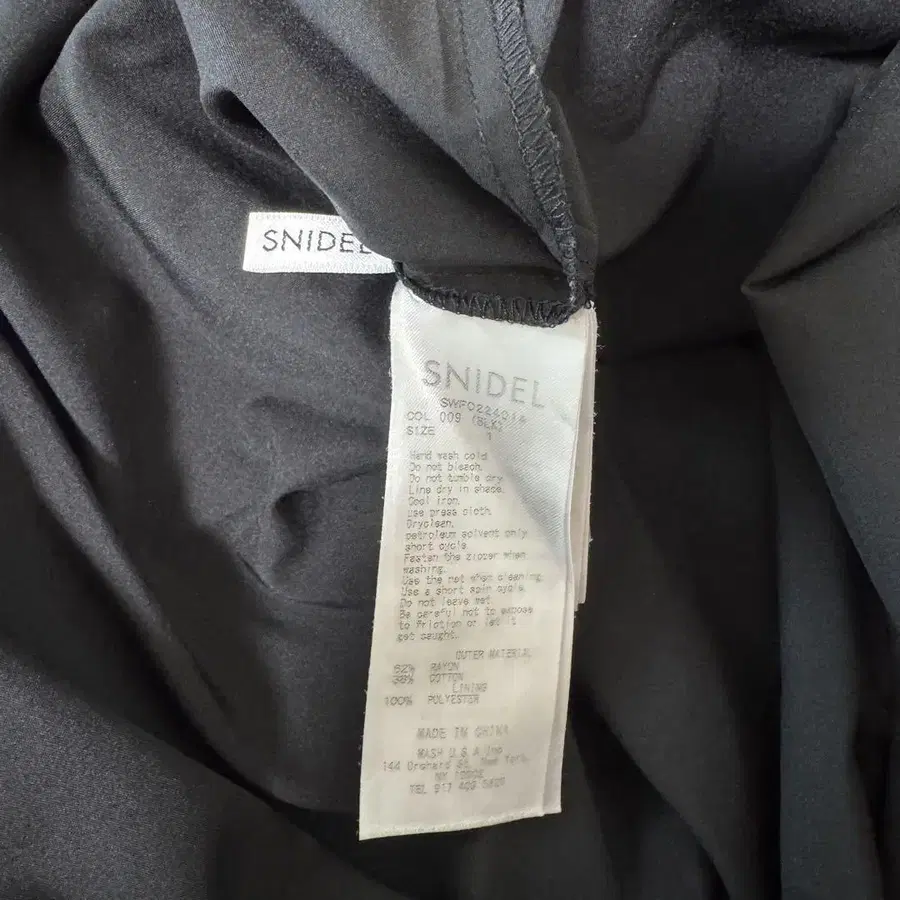 SNIDEL
SNIDEL
SWFO224014
COL 009 (BLK)
SIZE 1
Hand wash cold
Do not bleach.
Do not tumble dry
Line dry in shade.
Cool iron.
use press cloth.
Dryclean.
petroleum solvent only
short cycle
Fasten the zipper when
washing.
Use the net when cleaning.
Use a short spin cycle.
Do not leave wet.
Be careful not to expose
to friction or let it
get caught.
OUTER MATERIAL
62% RAYON
38% COTTON
LINING
100% POLYESTER
MADE IN CHINA
MASH U.S.A Inc
144 Orchard St, New York,
NY 10002
TEL 917 409